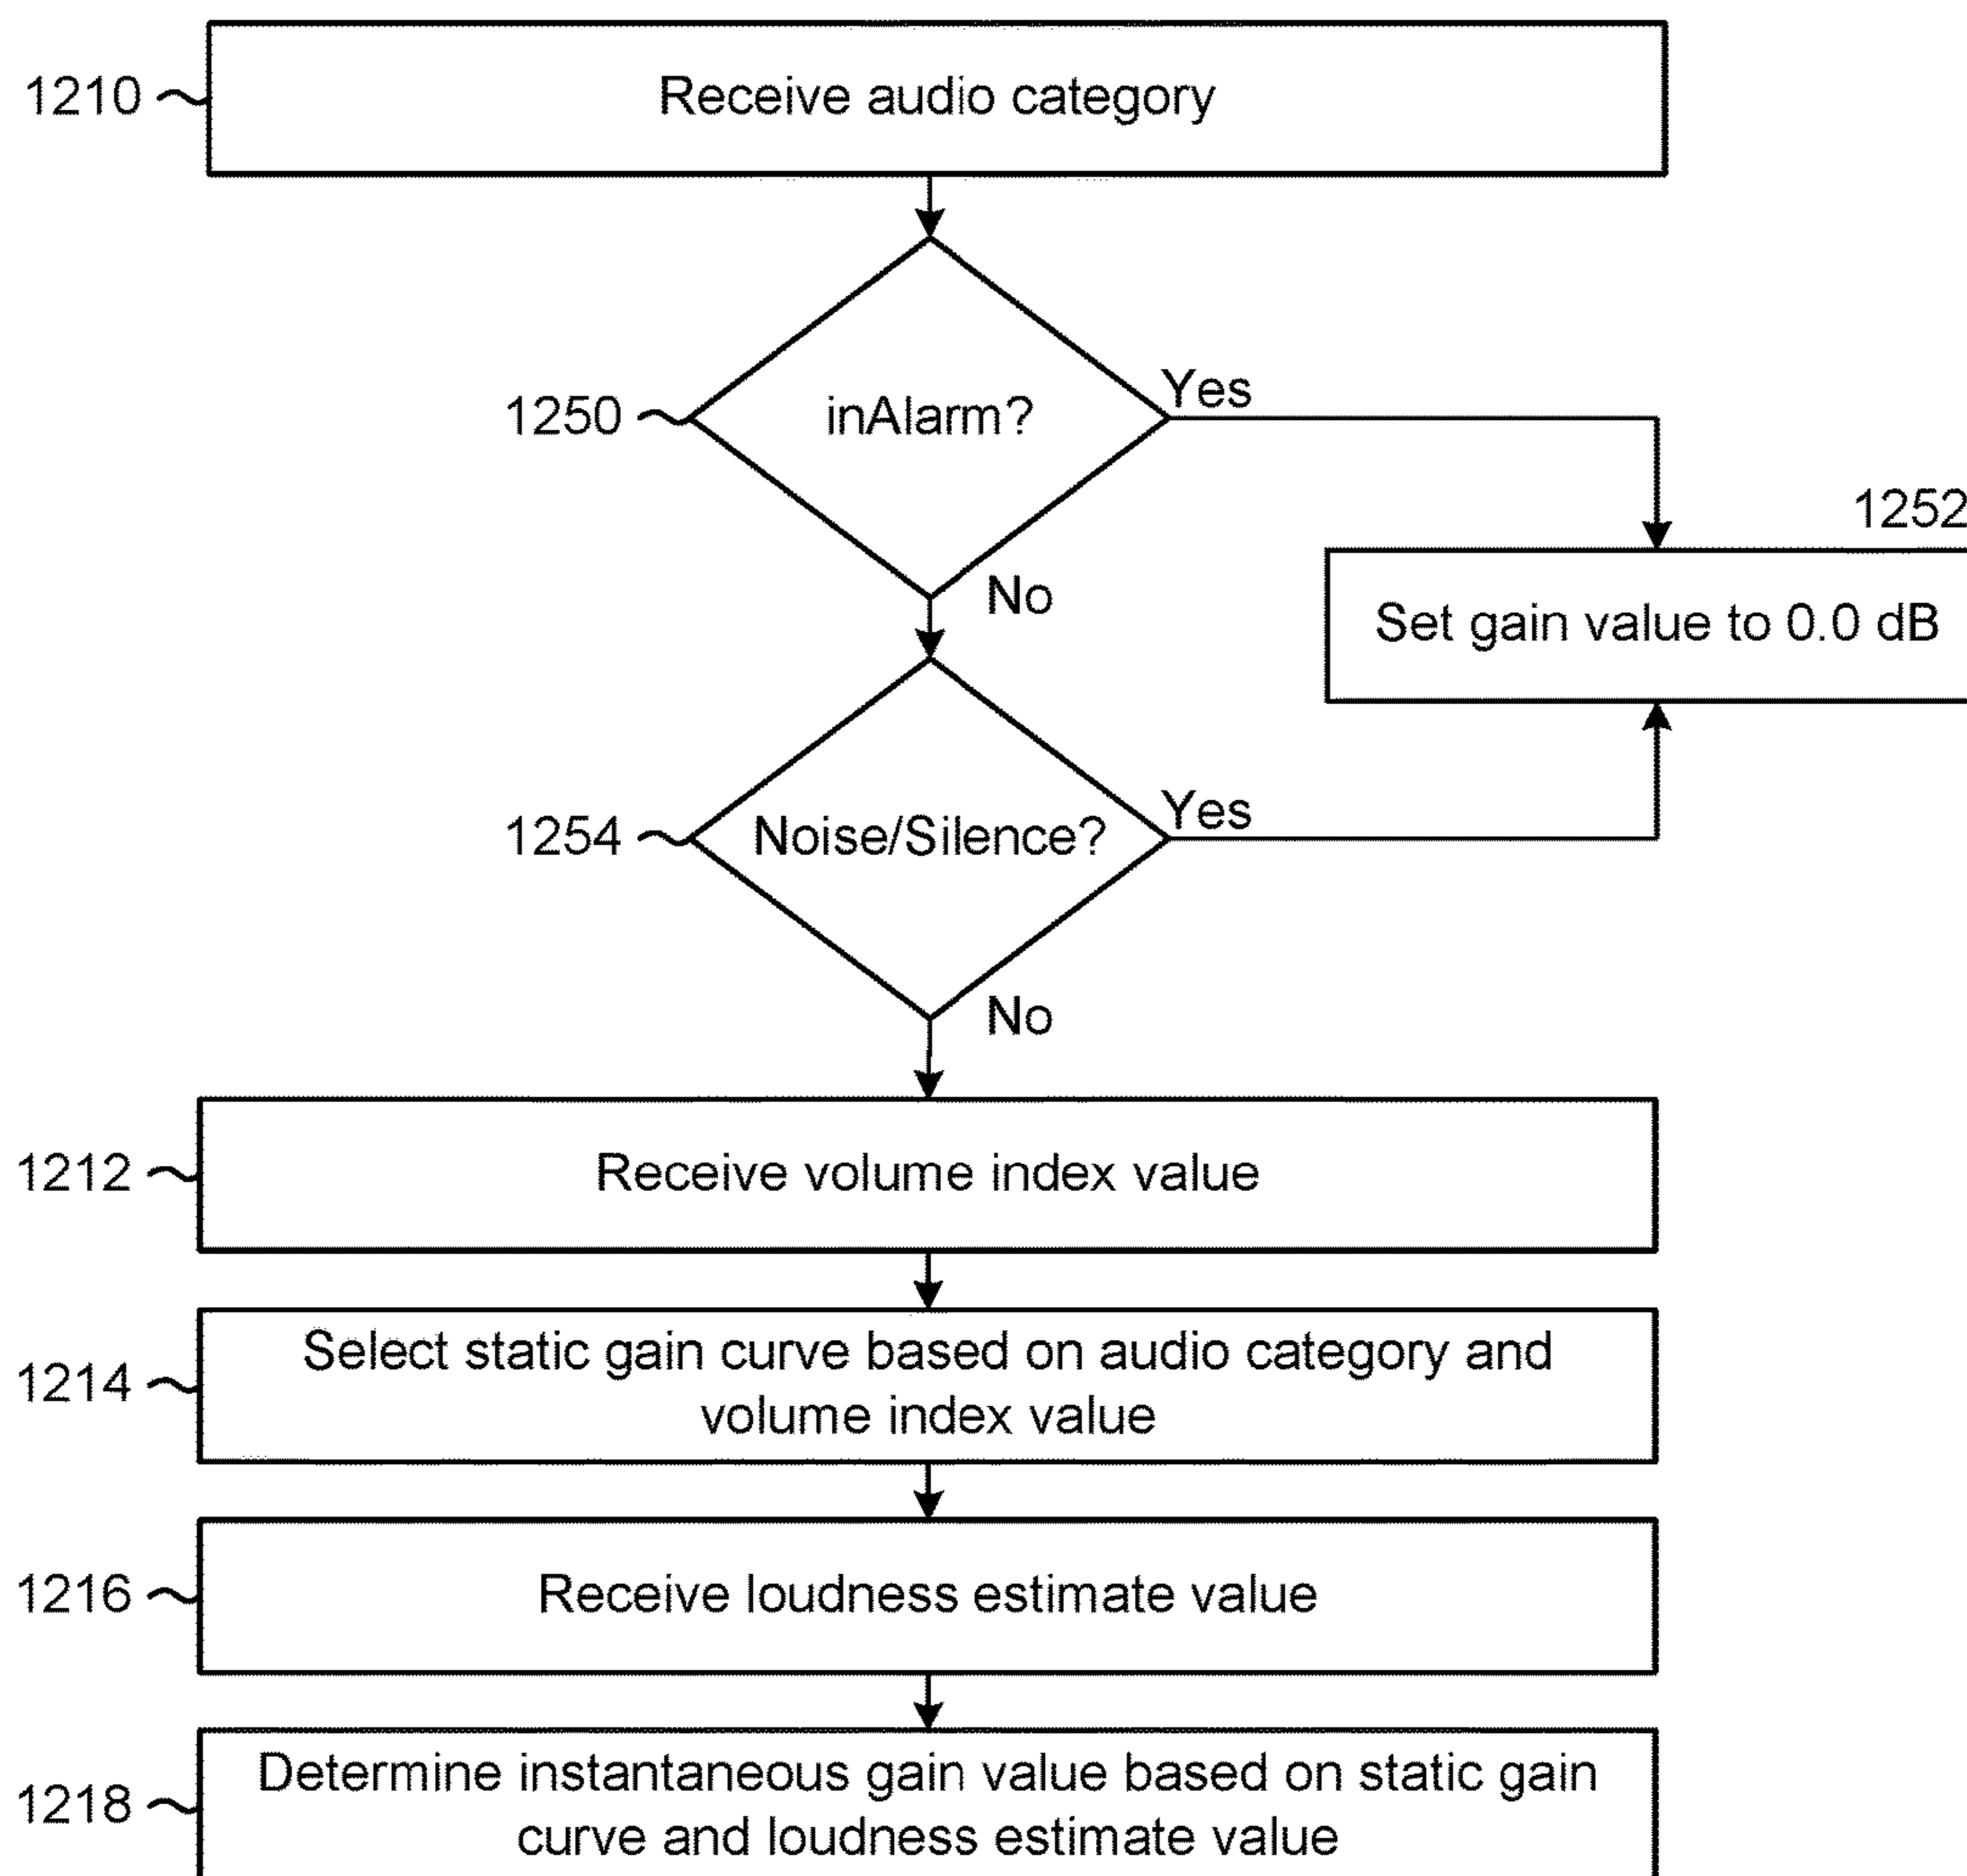 1210
Receive audio category
1250
inAlarm?
Yes
1252
Set gain value to 0.0 dB
No
1254
Noise/Silence?
Yes
No
1212
Receive volume index value
1214
Select static gain curve based on audio category and
volume index value
1216
Receive loudness estimate value
1218
Determine instantaneous gain value based on static gain
curve and loudness estimate value